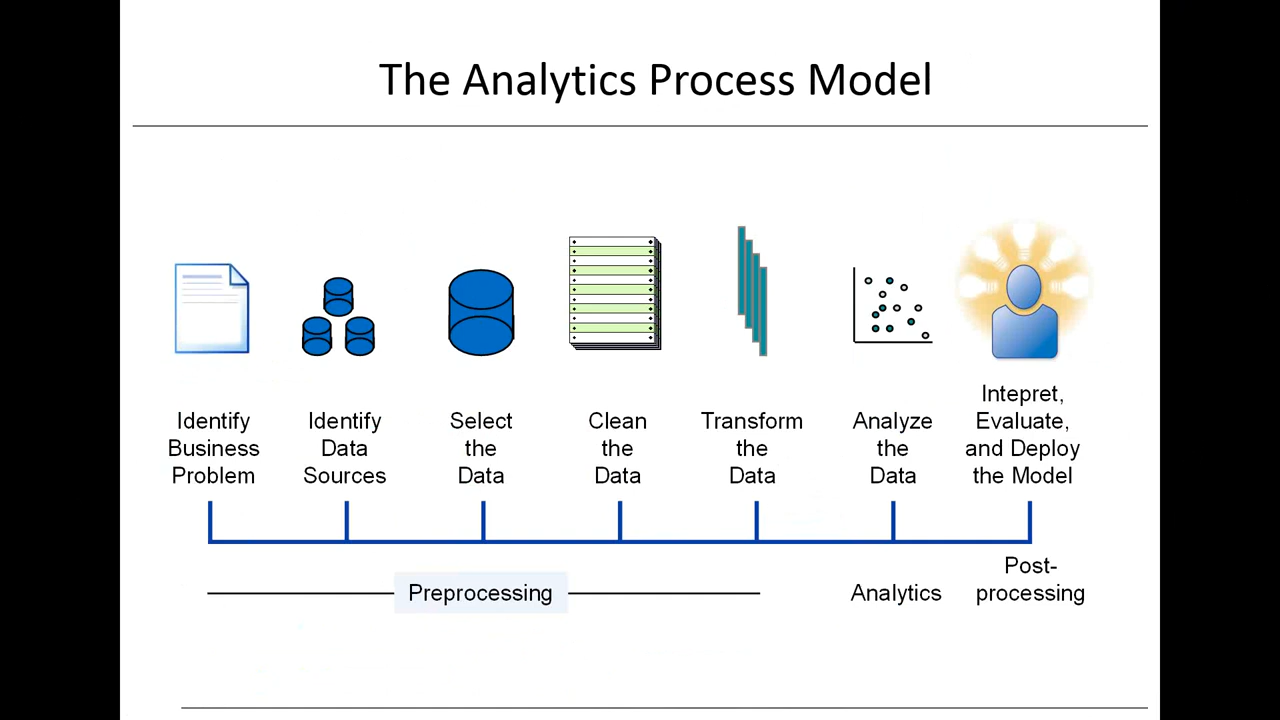 The Analytics Process Model
Identify
Business
Problem
Identify
Data
Sources
Select
the
Data
Clean
the
Data
Transform
the
Data
Analyze
the
Data
Intepret,
Evaluate,
and Deploy
the Model
Preprocessing
Analytics
Post-
processing